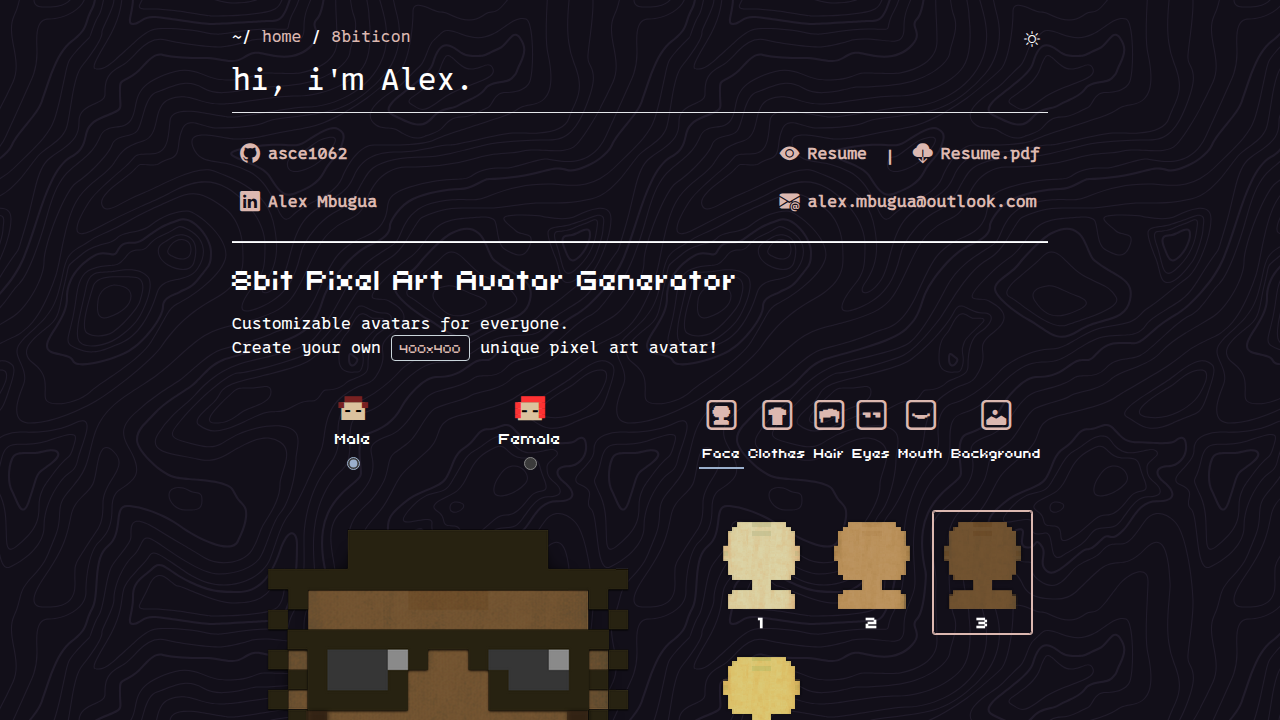 ~/ home / 8biticon
hi, i'm Alex.
asce1062
Resume | Resume.pdf
Alex Mbugua
alex.mbugua@outlook.com
8bit Pixel Art Avatar Generator
Customizable avatars for everyone.
Create your own 400x400 unique pixel art avatar!
Male Female
Face Clothes Hair Eyes Mouth Background
1 2 3